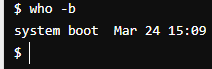 $ who -b
system boot  Mar 24 15:09
$